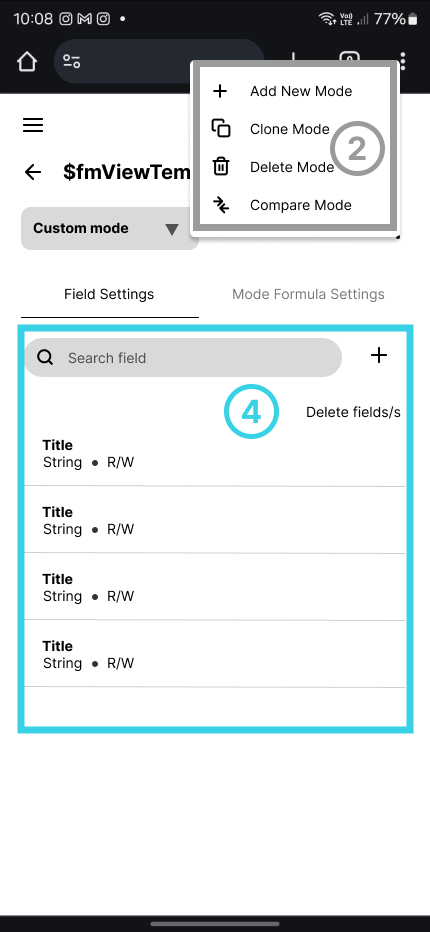 10:08
Vo))
LTE
77%
Add New Mode
Clone Mode
2
Delete Mode
Compare Mode
$fmViewTem
Custom mode
Field Settings
Mode Formula Settings
Search field
4
Delete fields/s
Title
String • R/W
Title
String • R/W
Title
String • R/W
Title
String • R/W